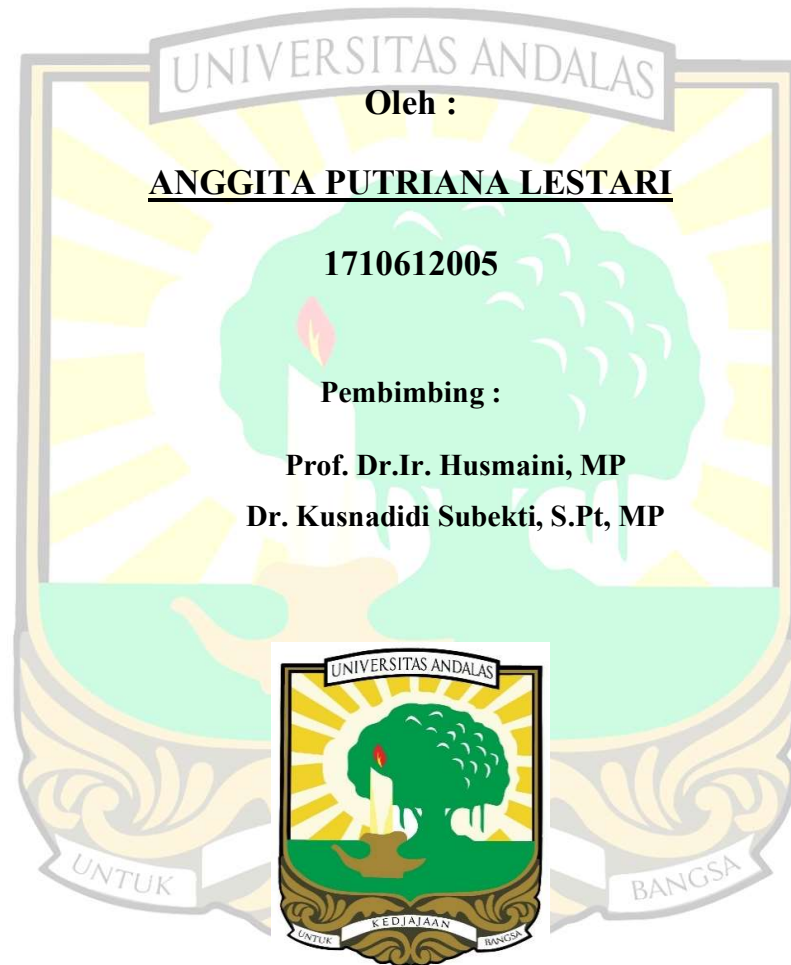 UNIVERSITAS ANDALAS
Oleh :
ANGGITA PUTRIANA LESTARI
1710612005
Pembimbing :
Prof. Dr.Ir. Husmaini, MP
Dr. Kusnadidi Subekti, S.Pt, MP
UNIVERSITAS ANDALAS
UNTUK
KEDJAJAAN
BANGSA
UNTUK
BANGSA